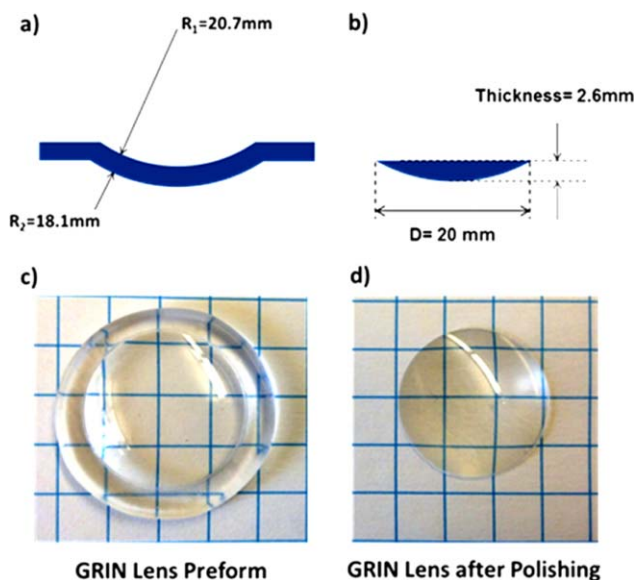 a)
R₁=20.7mm
R₂=18.1mm
b)
Thickness= 2.6mm
D= 20 mm
c)
d)
GRIN Lens Preform
GRIN Lens after Polishing